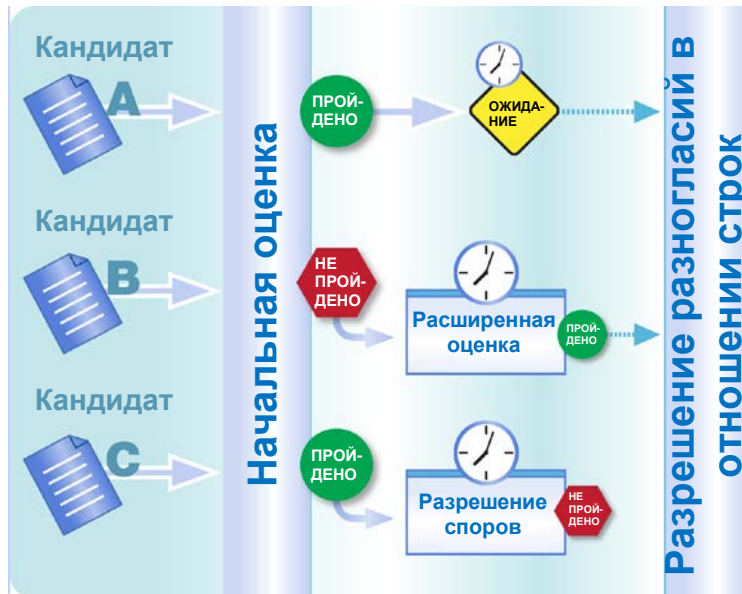 Кандидат
A
ПРОЙ-
ДЕНО
ОЖИДА-
НИЕ
Кандидат
B
НЕ
ПРОЙ-
ДЕНО
Расширенная
оценка
ПРОЙ-
ДЕНО
Кандидат
C
ПРОЙ-
ДЕНО
Разрешение
споров
НЕ
ПРОЙ-
ДЕНО
Начальная оценка
Разрешение разногласий в
отношении строк